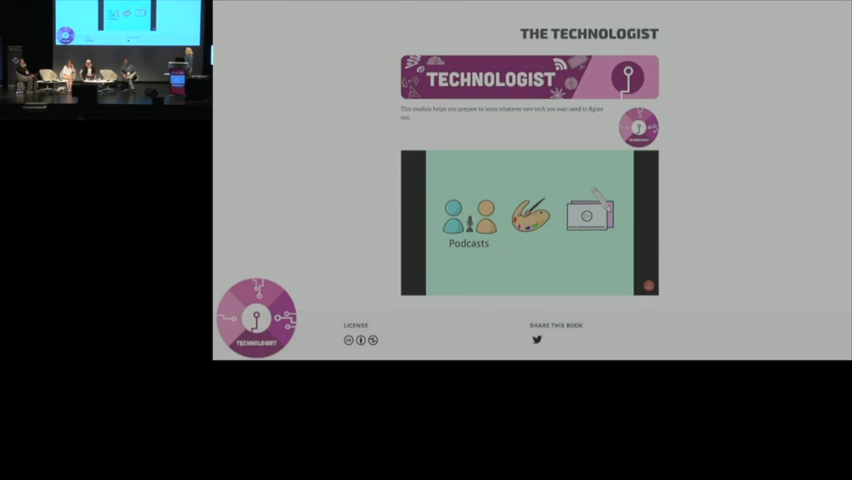 THE TECHNOLOGIST
TECHNOLOGIST
This module helps you prepare to learn whatever new tech you may need to figure
out.
TECHNOLOGIST
Podcasts
TECHNOLOGIST
LICENSE
SHARE THIS BOOK